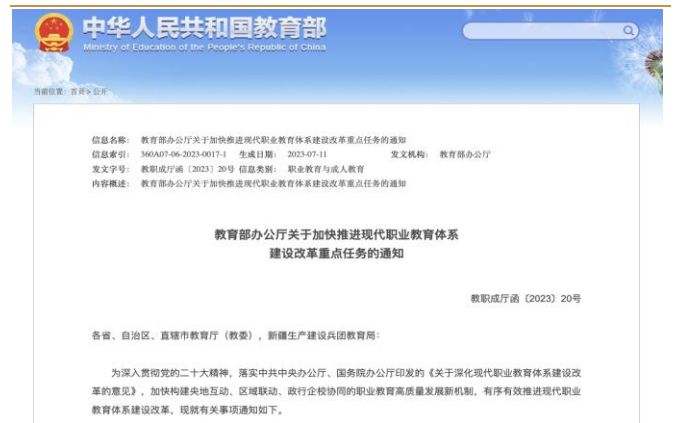 中华人民共和国教育部
Ministry of Education of the People's Republic of China
当前位置：首页>公开
信息名称： 教育部办公厅关于加快推进现代职业教育体系建设改革重点任务的通知
信息索引： 360A07-06-2023-0017-1 生成日期： 2023-07-11 发文机构： 教育部办公厅
发文字号： 教职成厅函〔2023〕20号 信息类别： 职业教育与成人教育
内容概述： 教育部办公厅关于加快推进现代职业教育体系建设改革重点任务的通知
教育部办公厅关于加快推进现代职业教育体系
建设改革重点任务的通知
教职成厅函〔2023〕20号
各省、自治区、直辖市教育厅（教委），新疆生产建设兵团教育局：
为深入贯彻党的二十大精神，落实中共中央办公厅、国务院办公厅印发的《关于深化现代职业教育体系建设改
革的意见》，加快构建央地互动、区域联动、政行企校协同的职业教育高质量发展新机制，有序有效推进现代职业
教育体系建设改革，现就有关事项通知如下。